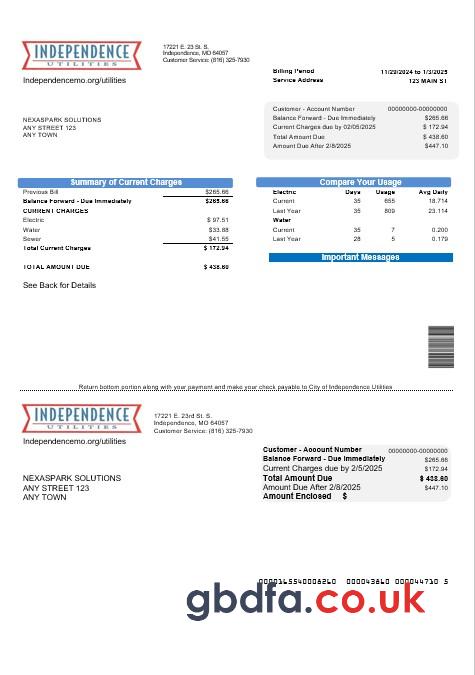 INDEPENDENCE
UTILITIES
17221 E. 23 St. S.
Independence, MO 64057
Customer Service: (816) 325-7930
Independencemo.org/utilities
Billing Period 11/29/2024 to 1/3/2025
Service Address 123 MAIN ST
Customer - Account Number 00000000-00000000
Balance Forward - Due Immediately $265.66
Current Charges due by 02/05/2025 $ 172.94
Total Amount Due $ 438.60
Amount Due After 2/8/2025 $447.10
NEXASPARK SOLUTIONS
ANY STREET 123
ANY TOWN
Summary of Current Charges
Previous Bill $265.66
Balance Forward - Due Immediately $265.66
CURRENT CHARGES
Electric $ 97.51
Water $33.88
Sewer $41.55
Total Current Charges $ 172.94
TOTAL AMOUNT DUE $ 438.60
See Back for Details
Compare Your Usage
Electric Days Usage Avg Daily
Current 35 655 18.714
Last Year 35 809 23.114
Water
Current 35 7 0.200
Last Year 28 5 0.179
Important Messages
Return bottom portion along with your payment and make your check payable to City of Independence Utilities
INDEPENDENCE
UTILITIES
17221 E. 23rd St. S.
Independence, MO 64057
Customer Service: (816) 325-7930
Independencemo.org/utilities
Customer - Account Number 00000000-00000000
Balance Forward - Due Immediately $265.66
Current Charges due by 2/5/2025 $172.94
Total Amount Due $ 438.60
Amount Due After 2/8/2025 $447.10
Amount Enclosed $
NEXASPARK SOLUTIONS
ANY STREET 123
ANY TOWN
000043860 000044710 5
gbdfa.co.uk